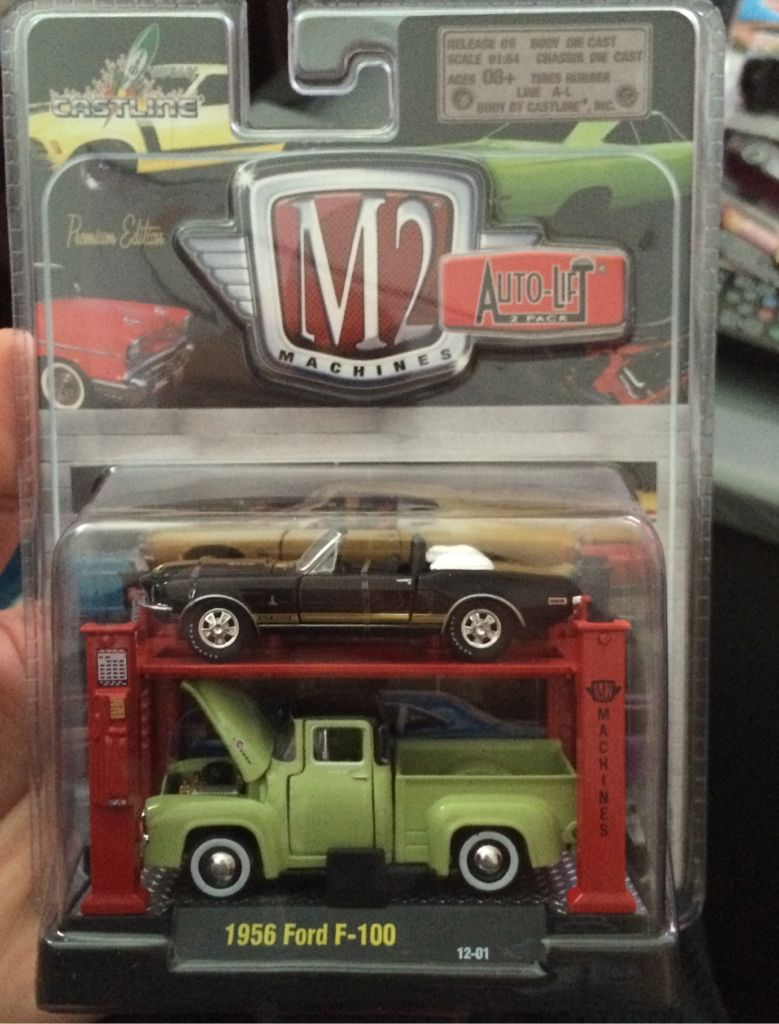 RELEASE 05 BODY DIE CAST
SCALE 01:64 CHASSIS DIE CAST
AGES 08+ TIRES RUBBER
LINE A-L
BODY BY CASTLINE®, INC.
CASTLINE
Premium Edition
M2
MACHINES
AUTO-LIFT
2 PACK
M2 MACHINES
1956 Ford F-100
12-01